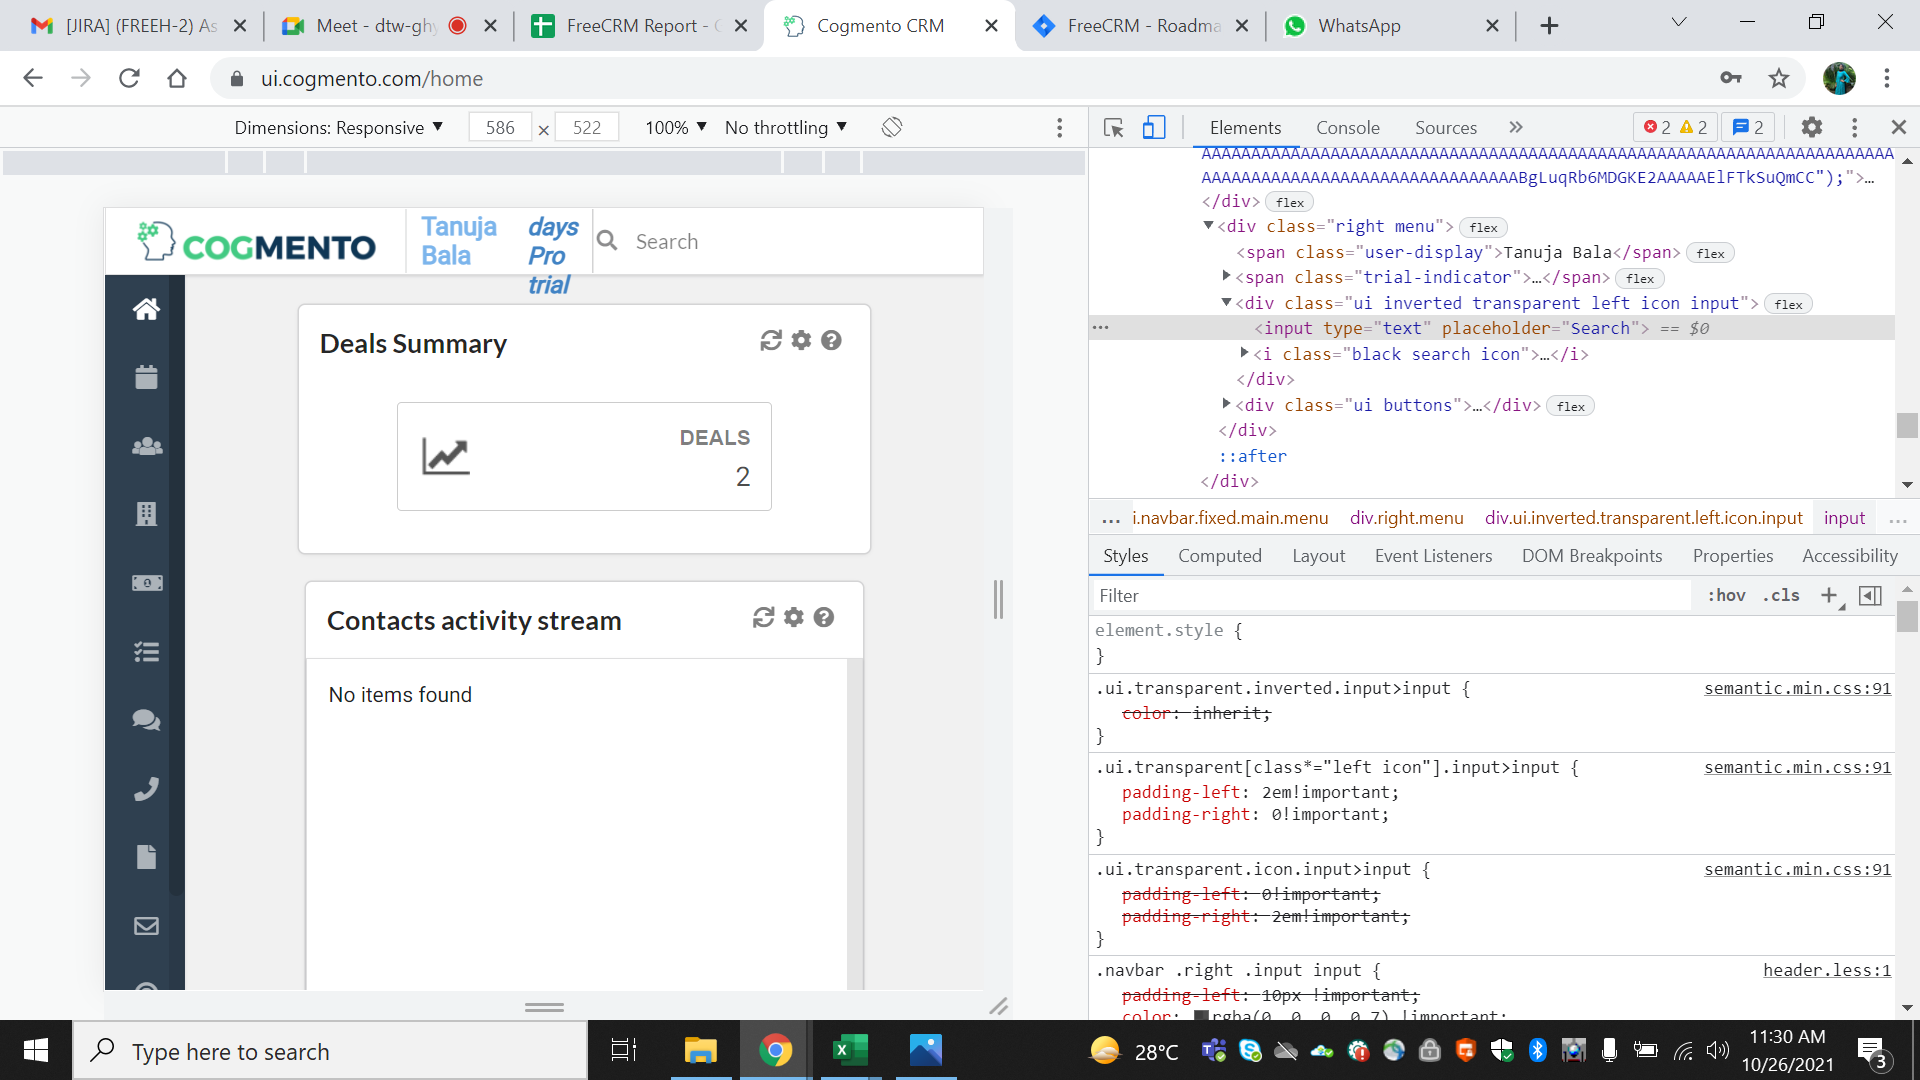 [JIRA] (FREEH-2) As
Meet - dtw-ghy
FreeCRM Report -
Cogmento CRM
FreeCRM - Roadma
WhatsApp
ui.cogmento.com/home
Dimensions: Responsive ▼ 586 × 522 100% ▼ No throttling ▼
COGMENTO
Tanuja Bala
days Pro trial
Search
Deals Summary
DEALS
2
Contacts activity stream
No items found
Elements Console Sources » 2 2 2
BgLuqRb6MDGKE2AAAAAElFTkSuQmCC");">…
</div> flex
<div class="right menu"> flex
<span class="user-display">Tanuja Bala</span> flex
<span class="trial-indicator">…</span> flex
<div class="ui inverted transparent left icon input"> flex
<input type="text" placeholder="Search"> == $0
<i class="black search icon">…</i>
</div>
<div class="ui buttons">…</div> flex
</div>
::after
</div>
... i.navbar.fixed.main.menu div.right.menu div.ui.inverted.transparent.left.icon.input input ...
Styles Computed Layout Event Listeners DOM Breakpoints Properties Accessibility
Filter :hov .cls +
element.style {
}
.ui.transparent.inverted.input>input { semantic.min.css:91
color: inherit;
}
.ui.transparent[class*="left icon"].input>input { semantic.min.css:91
padding-left: 2em!important;
padding-right: 0!important;
}
.ui.transparent.icon.input>input { semantic.min.css:91
padding-left: 0!important;
padding-right: 2em!important;
}
.navbar .right .input input { header.less:1
padding-left: 10px !important;
color: rgba(0, 0, 0, 0.7) !important;
Type here to search
28°C
11:30 AM
10/26/2021
3